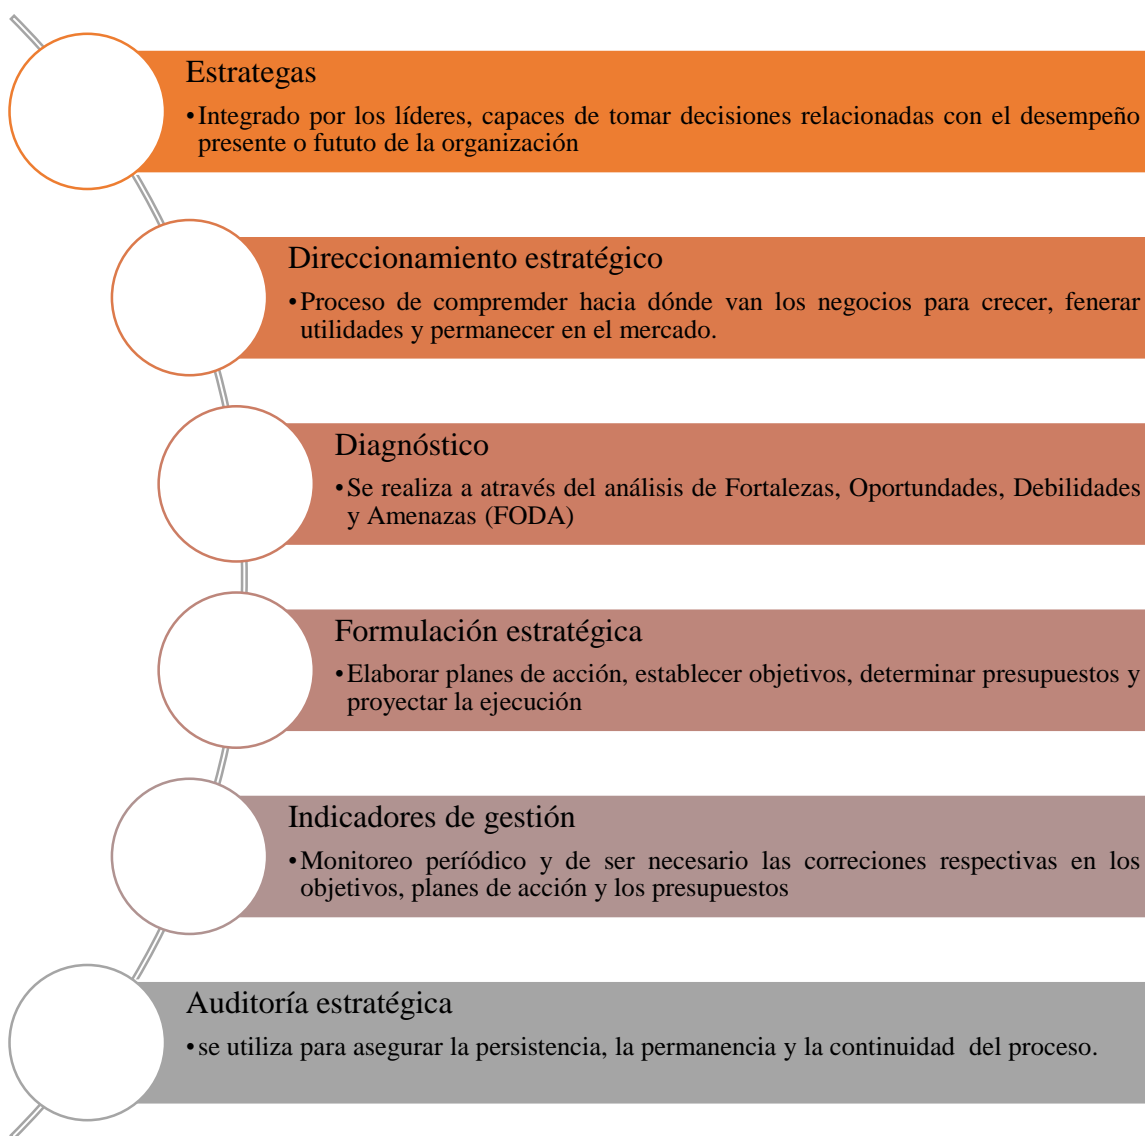 Estrategas
•Integrado por los líderes, capaces de tomar decisiones relacionadas con el desempeño
presente o fututo de la organización
Direccionamiento estratégico
•Proceso de compremder hacia dónde van los negocios para crecer, fenerar
utilidades y permanecer en el mercado.
Diagnóstico
•Se realiza a através del análisis de Fortalezas, Oportundades, Debilidades
y Amenazas (FODA)
Formulación estratégica
•Elaborar planes de acción, establecer objetivos, determinar presupuestos y
proyectar la ejecución
Indicadores de gestión
•Monitoreo períódico y de ser necesario las correciones respectivas en los
objetivos, planes de acción y los presupuestos
Auditoría estratégica
•se utiliza para asegurar la persistencia, la permanencia y la continuidad  del proceso.